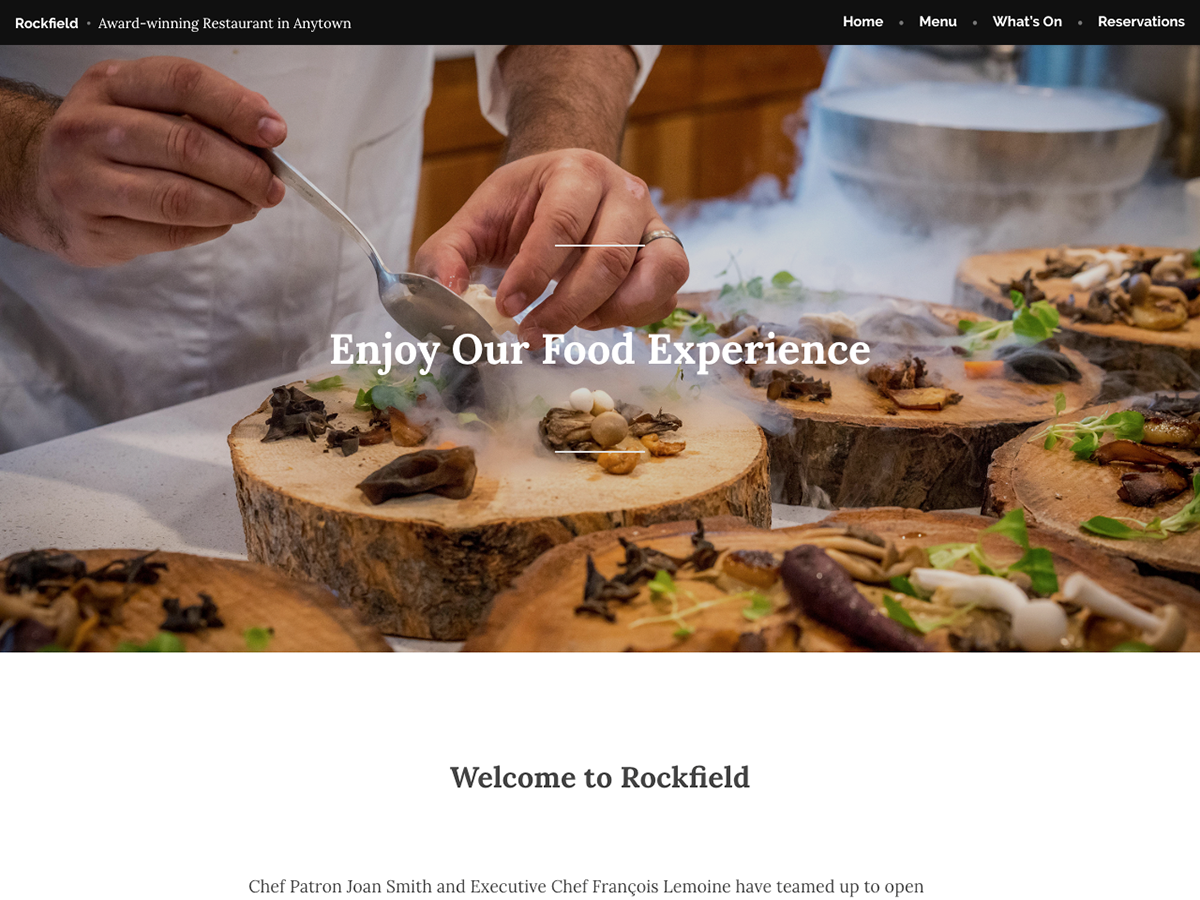 Rockfield • Award-winning Restaurant in Anytown
Home • Menu • What’s On • Reservations
Enjoy Our Food Experience
Welcome to Rockfield
Chef Patron Joan Smith and Executive Chef François Lemoine have teamed up to open